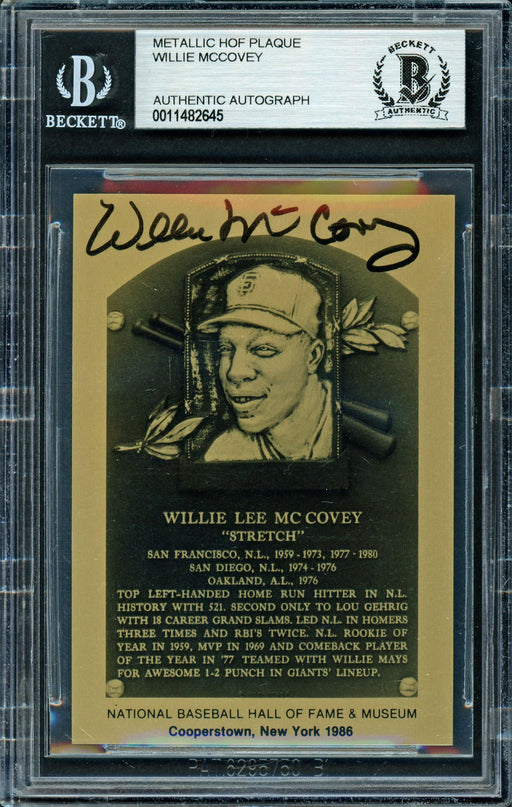 METALLIC HOF PLAQUE
WILLIE MCCOVEY
AUTHENTIC AUTOGRAPH
0011482645
B
BECKETT®
BECKETT
B
AUTHENTIC
Willie McCovey
SF
WILLIE LEE MC COVEY
"STRETCH"
SAN FRANCISCO, N.L., 1959-1973, 1977-1980
SAN DIEGO, N.L., 1974-1976
OAKLAND, A.L., 1976
TOP LEFT-HANDED HOME RUN HITTER IN N.L.
HISTORY WITH 521. SECOND ONLY TO LOU GEHRIG
WITH 18 CAREER GRAND SLAMS. LED N.L. IN HOMERS
THREE TIMES AND RBI'S TWICE. N.L. ROOKIE OF
YEAR IN 1959, MVP IN 1969 AND COMEBACK PLAYER
OF THE YEAR IN '77 TEAMED WITH WILLIE MAYS
FOR AWESOME 1-2 PUNCH IN GIANTS' LINEUP.
NATIONAL BASEBALL HALL OF FAME & MUSEUM
Cooperstown, New York 1986